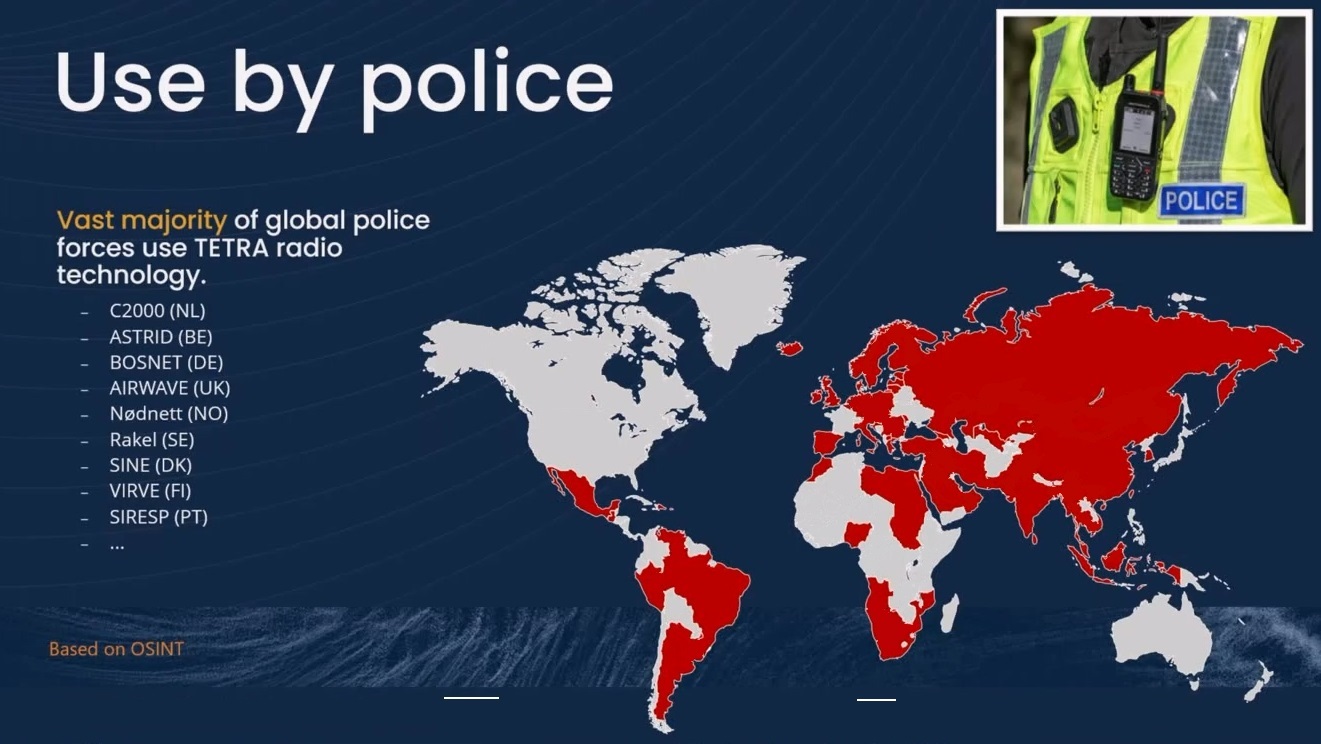 Use by police
POLICE
Vast majority of global police
forces use TETRA radio
technology.
– C2000 (NL)
– ASTRID (BE)
– BOSNET (DE)
– AIRWAVE (UK)
– Nødnett (NO)
– Rakel (SE)
– SINE (DK)
– VIRVE (FI)
– SIRESP (PT)
– ...
Based on OSINT